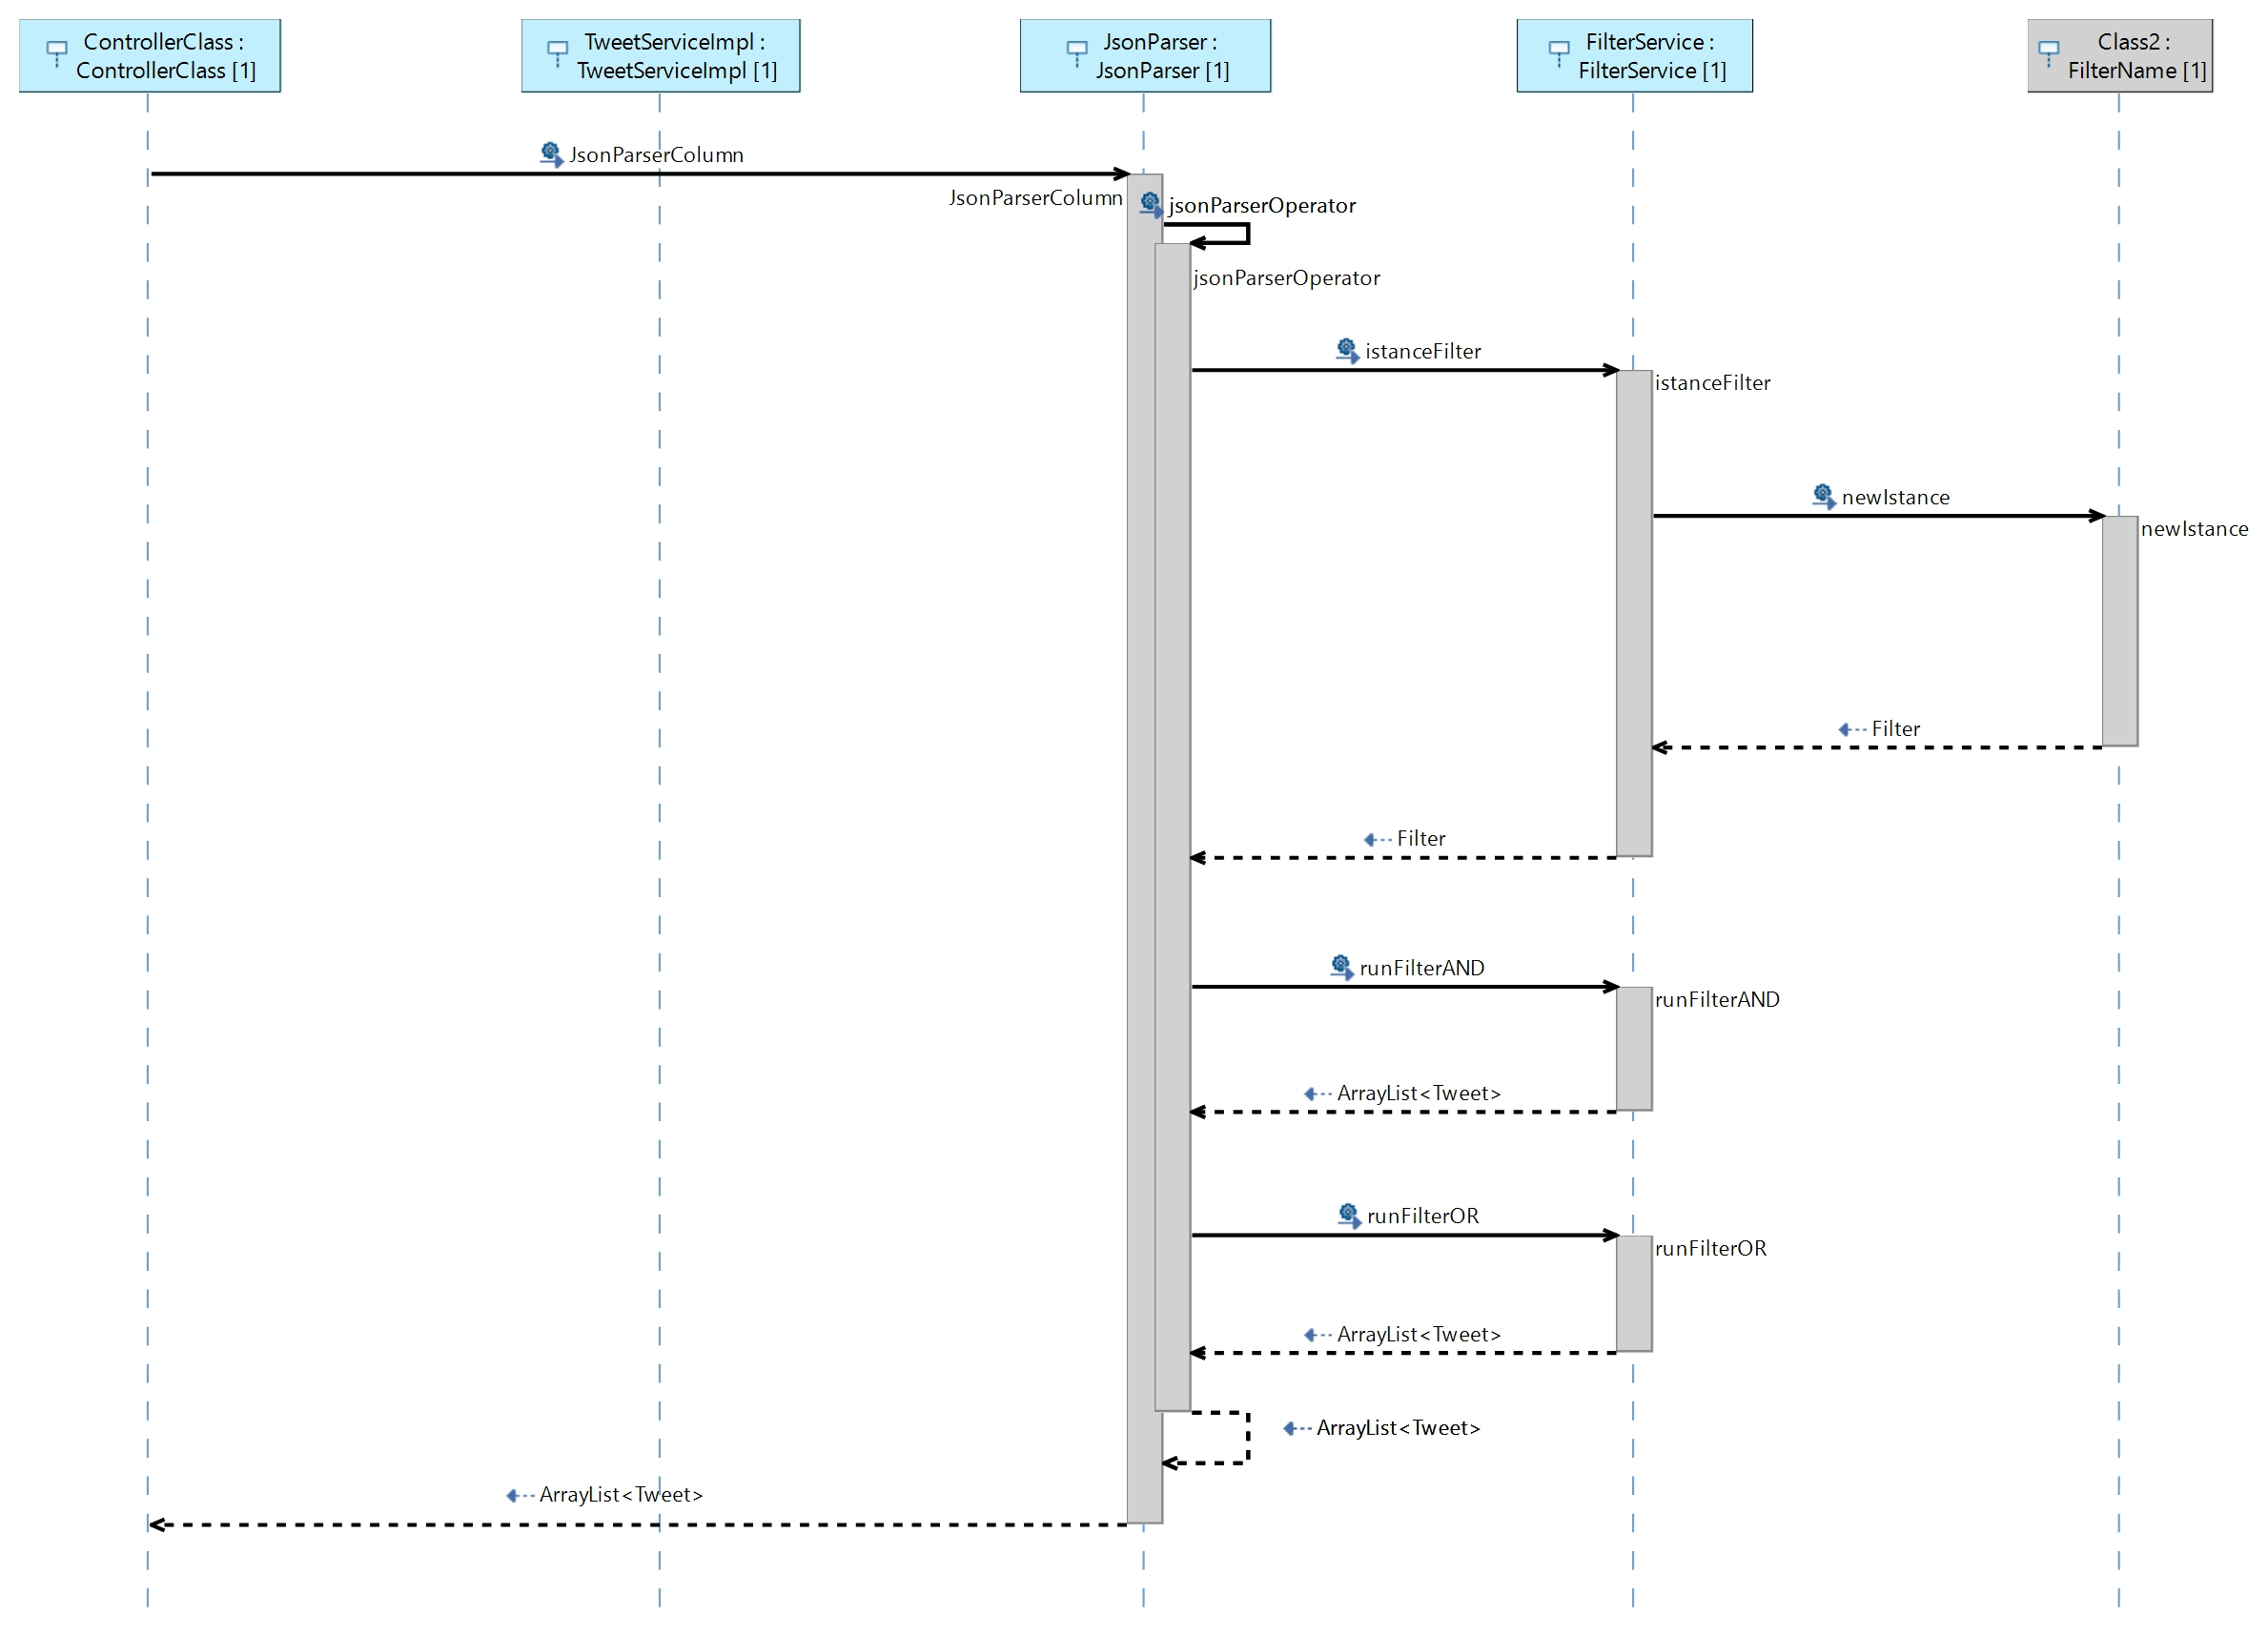 ControllerClass :
ControllerClass [1]
TweetServiceImpl :
TweetServiceImpl [1]
JsonParser :
JsonParser [1]
FilterService :
FilterService [1]
Class2 :
FilterName [1]
JsonParserColumn
JsonParserColumn
jsonParserOperator
jsonParserOperator
istanceFilter
istanceFilter
newIstance
newIstance
Filter
Filter
runFilterAND
runFilterAND
ArrayList<Tweet>
runFilterOR
runFilterOR
ArrayList<Tweet>
ArrayList<Tweet>
ArrayList<Tweet>